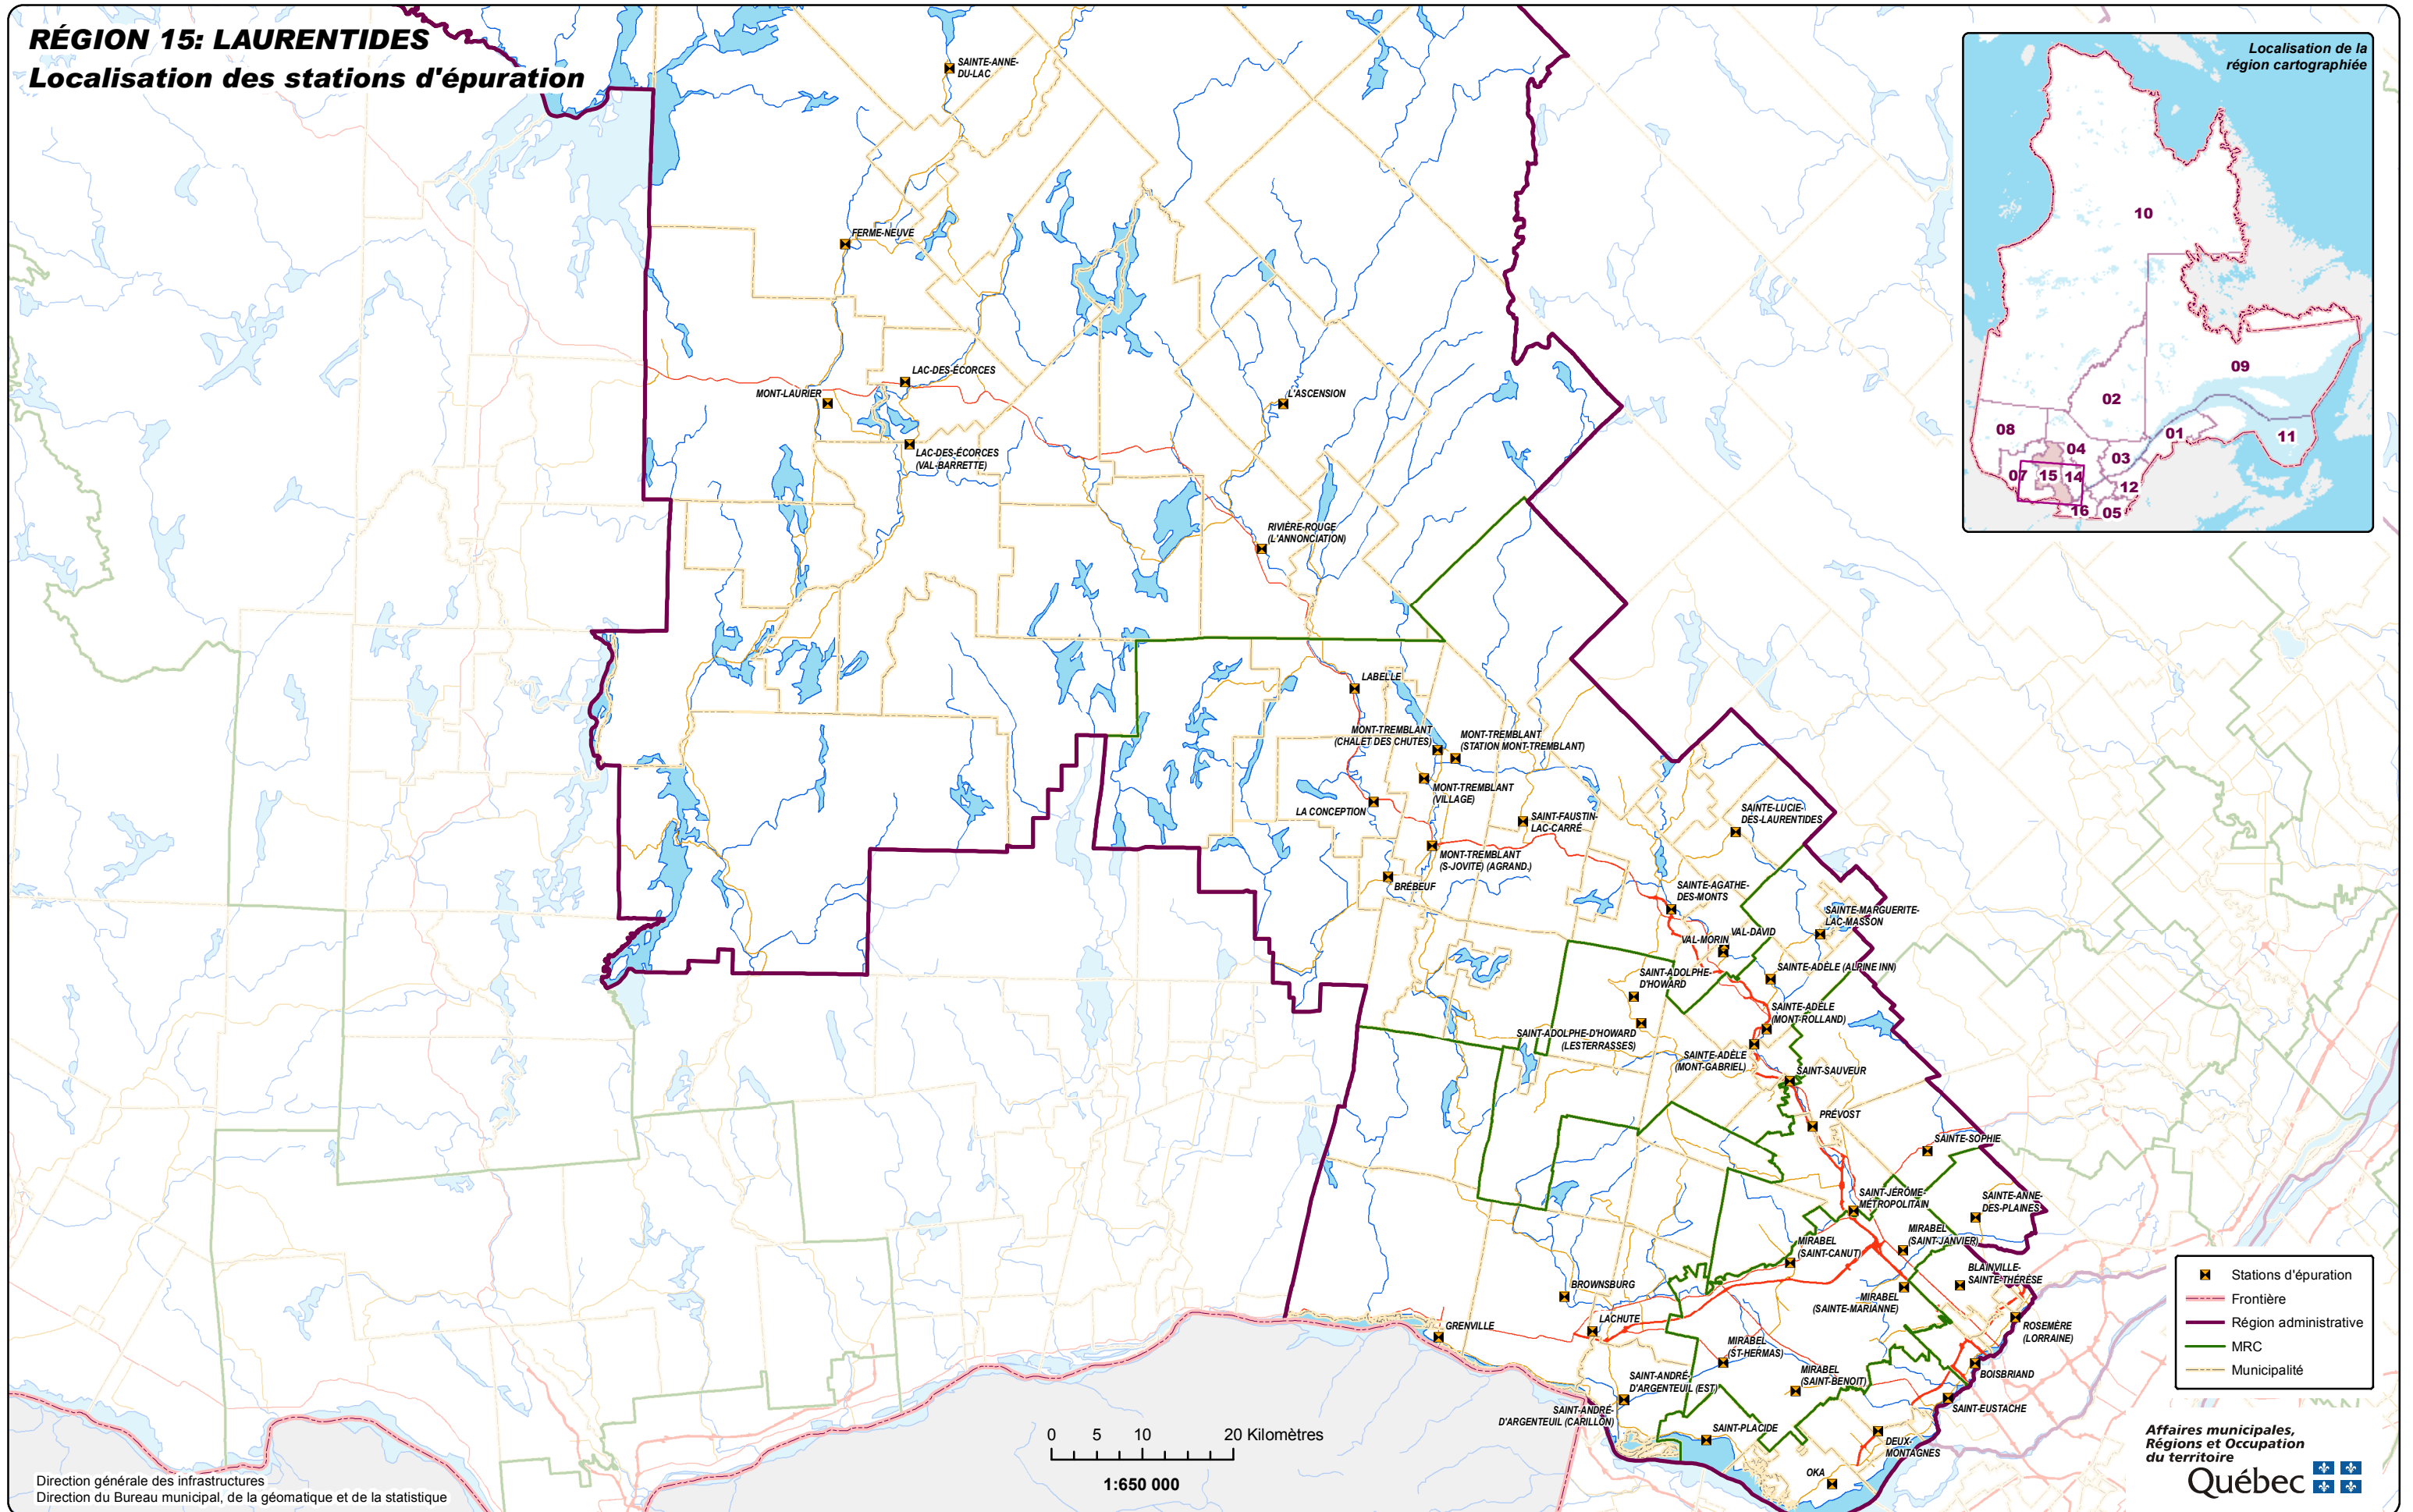 RÉGION 15: LAURENTIDES
Localisation des stations d'épuration
SAINTE-ANNE-
DU-LAC
FERME-NEUVE
LAC-DES-ÉCORCES
MONT-LAURIER
LAC-DES-ÉCORCES
(VAL-BARRETTE)
L'ASCENSION
RIVIÈRE-ROUGE
(L'ANNONCIATION)
LABELLE
MONT-TREMBLANT
(CHALET DES CHUTES)
MONT-TREMBLANT
(STATION MONT-TREMBLANT)
MONT-TREMBLANT
(VILLAGE)
LA CONCEPTION
SAINT-FAUSTIN-
LAC-CARRÉ
MONT-TREMBLANT
(S-JOVITE) (AGRAND.)
BRÉBEUF
SAINTE-LUCIE-
DES-LAURENTIDES
SAINTE-AGATHE-
DES-MONTS
SAINTE-MARGUERITE-
LAC-MASSON
VAL-DAVID
VAL-MORIN
SAINTE-ADÈLE (ALPINE INN)
SAINT-ADOLPHE-
D'HOWARD
SAINTE-ADÈLE
(MONT-ROLLAND)
SAINT-ADOLPHE-D'HOWARD
(LESTERRASSES)
SAINTE-ADÈLE
(MONT-GABRIEL)
SAINT-SAUVEUR
PRÉVOST
SAINTE-SOPHIE
SAINT-JÉRÔME-
MÉTROPOLITAIN
SAINTE-ANNE-
DES-PLAINES
MIRABEL
(SAINT-JANVIER)
MIRABEL
(SAINT-CANUT)
BLAINVILLE-
SAINTE-THÉRÈSE
MIRABEL
(SAINTE-MARIANNE)
BROWNSBURG
LACHUTE
GRENVILLE
ROSEMÈRE
(LORRAINE)
MIRABEL
(ST-HERMAS)
MIRABEL
(SAINT-BENOIT)
BOISBRIAND
SAINT-ANDRÉ-
D'ARGENTEUIL (EST)
SAINT-ANDRÉ-
D'ARGENTEUIL (CARILLON)
SAINT-EUSTACHE
SAINT-PLACIDE
DEUX-
MONTAGNES
OKA
Localisation de la
région cartographiée
10
09
02
08
04
01
11
03
07
15
14
12
16
05
Stations d'épuration
Frontière
Région administrative
MRC
Municipalité
0 5 10 20 Kilomètres
1:650 000
Direction générale des infrastructures
Direction du Bureau municipal, de la géomatique et de la statistique
Affaires municipales,
Régions et Occupation
du territoire
Québec